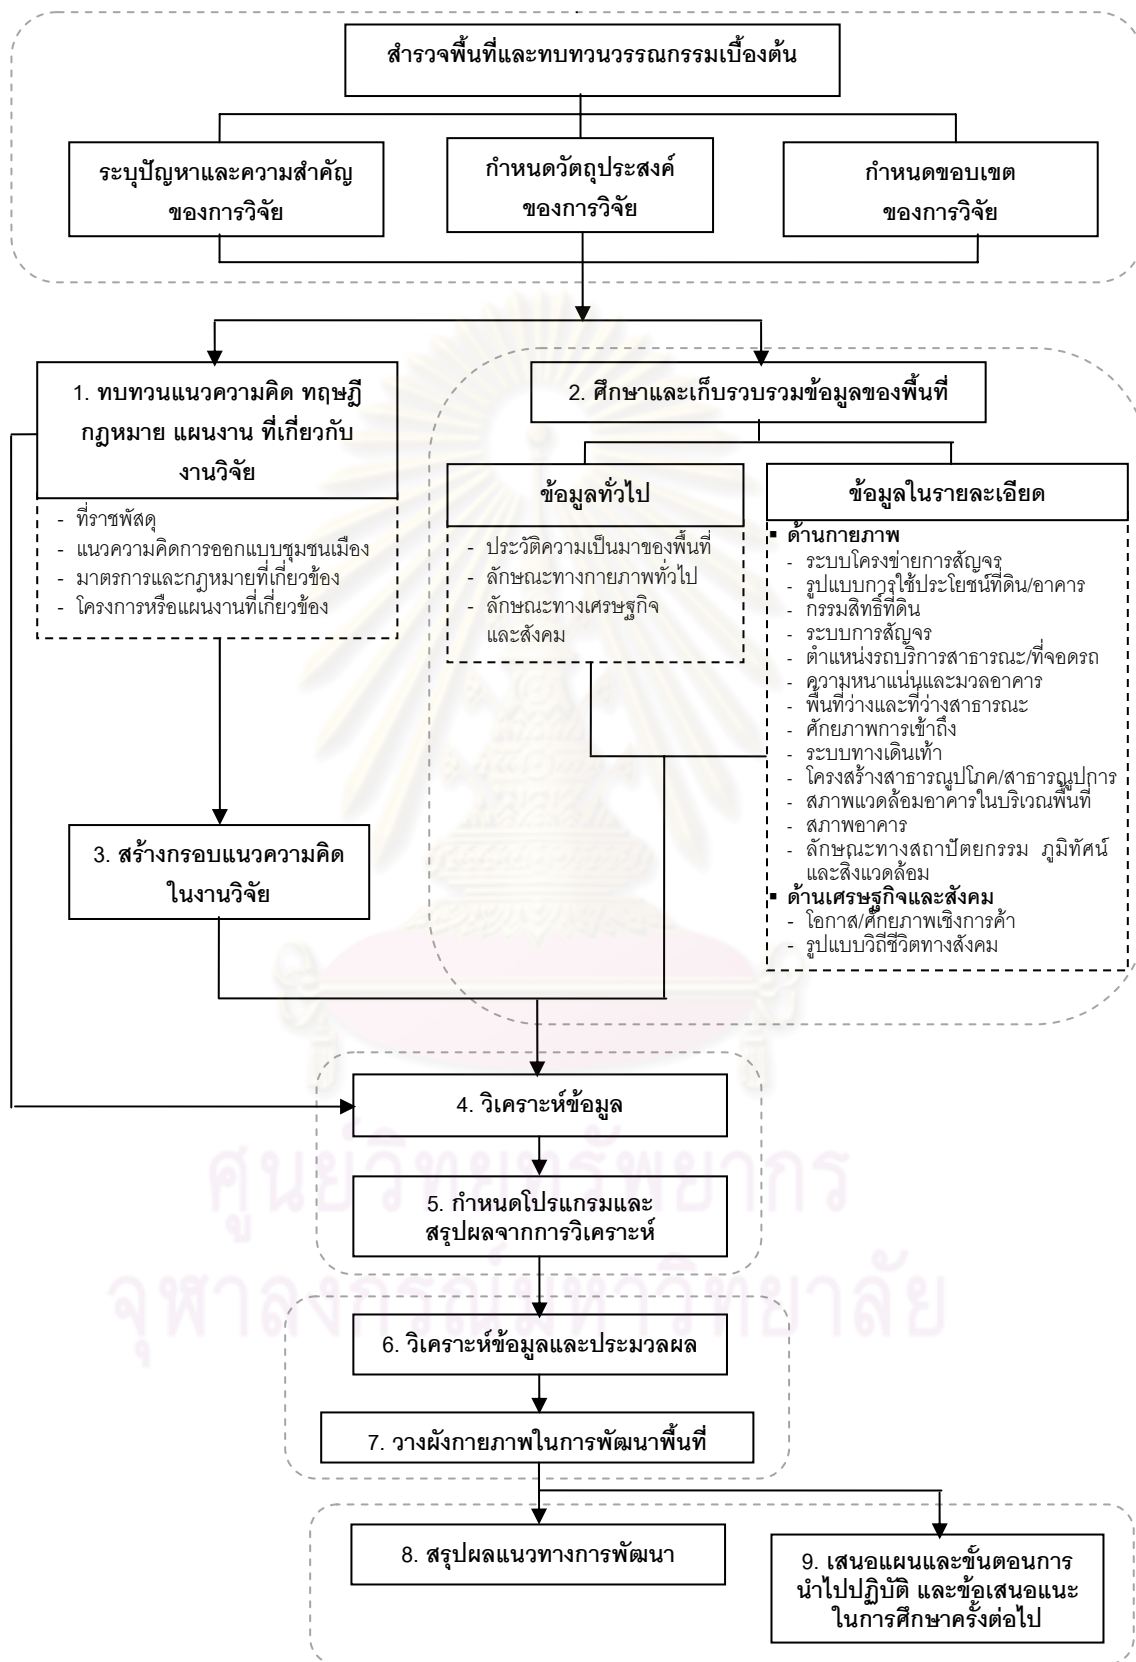 สำรวจพื้นที่และทบทวนวรรณกรรมเบื้องต้น
ระบุปัญหาและความสำคัญ
ของการวิจัย
กำหนดวัตถุประสงค์
ของการวิจัย
กำหนดขอบเขต
ของการวิจัย
1. ทบทวนแนวความคิด ทฤษฎี
กฎหมาย แผนงาน ที่เกี่ยวกับ
งานวิจัย
- ที่ราชพัสดุ
- แนวความคิดการออกแบบชุมชนเมือง
- มาตรการและกฎหมายที่เกี่ยวข้อง
- โครงการหรือแผนงานที่เกี่ยวข้อง
2. ศึกษาและเก็บรวบรวมข้อมูลของพื้นที่
ข้อมูลทั่วไป
- ประวัติความเป็นมาของพื้นที่
- ลักษณะทางกายภาพทั่วไป
- ลักษณะทางเศรษฐกิจ
และสังคม
ข้อมูลในรายละเอียด
▪ ด้านกายภาพ
- ระบบโครงข่ายการสัญจร
- รูปแบบการใช้ประโยชน์ที่ดิน/อาคาร
- กรรมสิทธิ์ที่ดิน
- ระบบการสัญจร
- ตำแหน่งรถบริการสาธารณะ/ที่จอดรถ
- ความหนาแน่นและมวลอาคาร
- พื้นที่ว่างและที่ว่างสาธารณะ
- ศักยภาพการเข้าถึง
- ระบบทางเดินเท้า
- โครงสร้างสาธารณูปโภค/สาธารณูปการ
- สภาพแวดล้อมอาคารในบริเวณพื้นที่
- สภาพอาคาร
- ลักษณะทางสถาปัตยกรรม ภูมิทัศน์
และสิ่งแวดล้อม
▪ ด้านเศรษฐกิจและสังคม
- โอกาส/ศักยภาพเชิงการค้า
- รูปแบบวิถีชีวิตทางสังคม
3. สร้างกรอบแนวความคิด
ในงานวิจัย
4. วิเคราะห์ข้อมูล
5. กำหนดโปรแกรมและ
สรุปผลจากการวิเคราะห์
6. วิเคราะห์ข้อมูลและประมวลผล
7. วางผังกายภาพในการพัฒนาพื้นที่
8. สรุปผลแนวทางการพัฒนา
9. เสนอแผนและขั้นตอนการ
นำไปปฏิบัติ และข้อเสนอแนะ
ในการศึกษาครั้งต่อไป
ศูนย์วิทยทรัพยากร
จุฬาลงกรณ์มหาวิทยาลัย